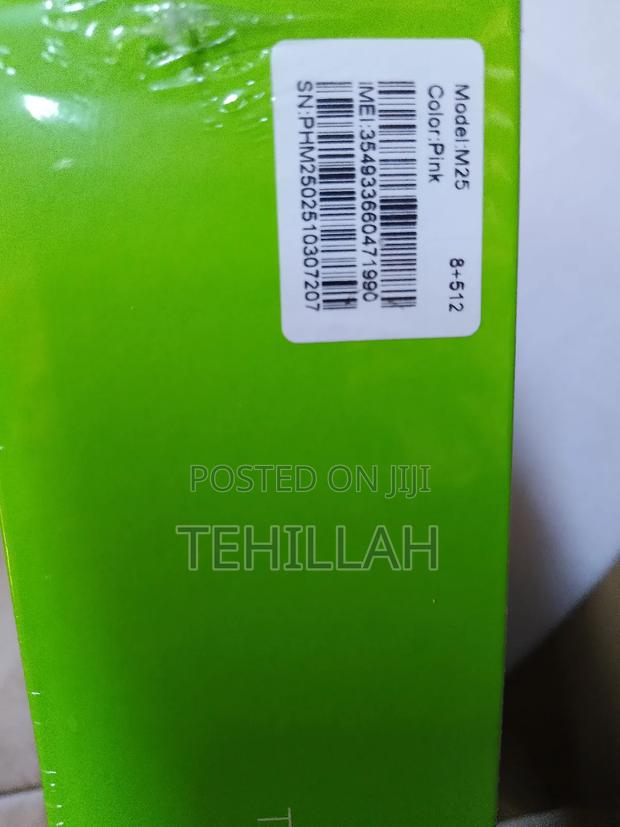 Model:M25 8+512
Color:Pink
IMEI:354933660471990
SN:PHM2502510307207
POSTED ON JIJI
TEHILLAH
T